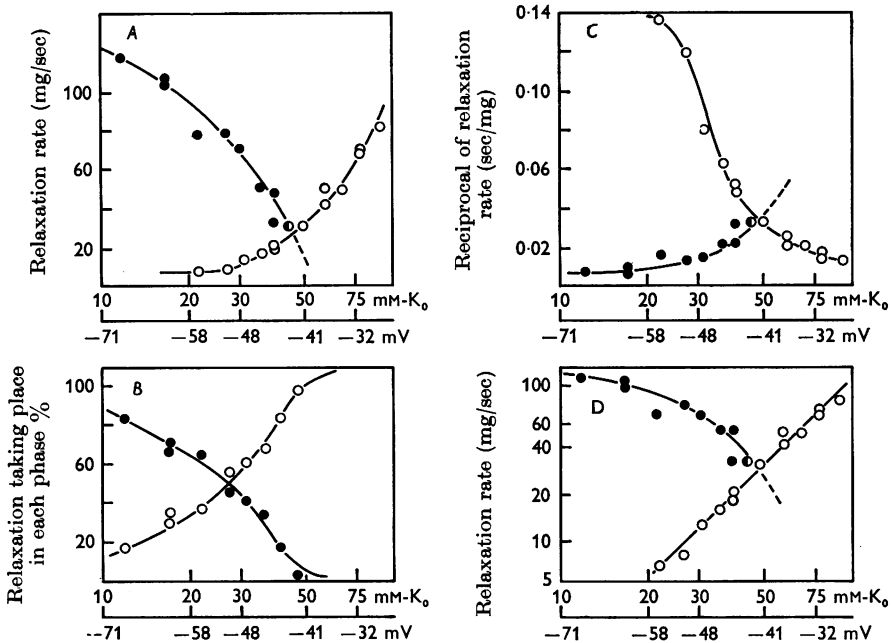 A
Relaxation rate (mg/sec)
100
60
20
10 20 30 50 75 mM-K₀
—71 —58 —48 —41 —32 mV
C
Reciprocal of relaxation
rate (sec/mg)
0·14
0·10
0·06
0·02
10 20 30 50 75 mM-K₀
—71 —58 —48 —41 —32 mV
B
Relaxation taking place
in each phase %
100
60
20
10 20 30 50 75 mM-K₀
—71 —58 —48 —41 —32 mV
D
Relaxation rate (mg/sec)
100
60
40
20
10
5
10 20 30 50 75 mM-K₀
—71 —58 —48 —41 —32 mV